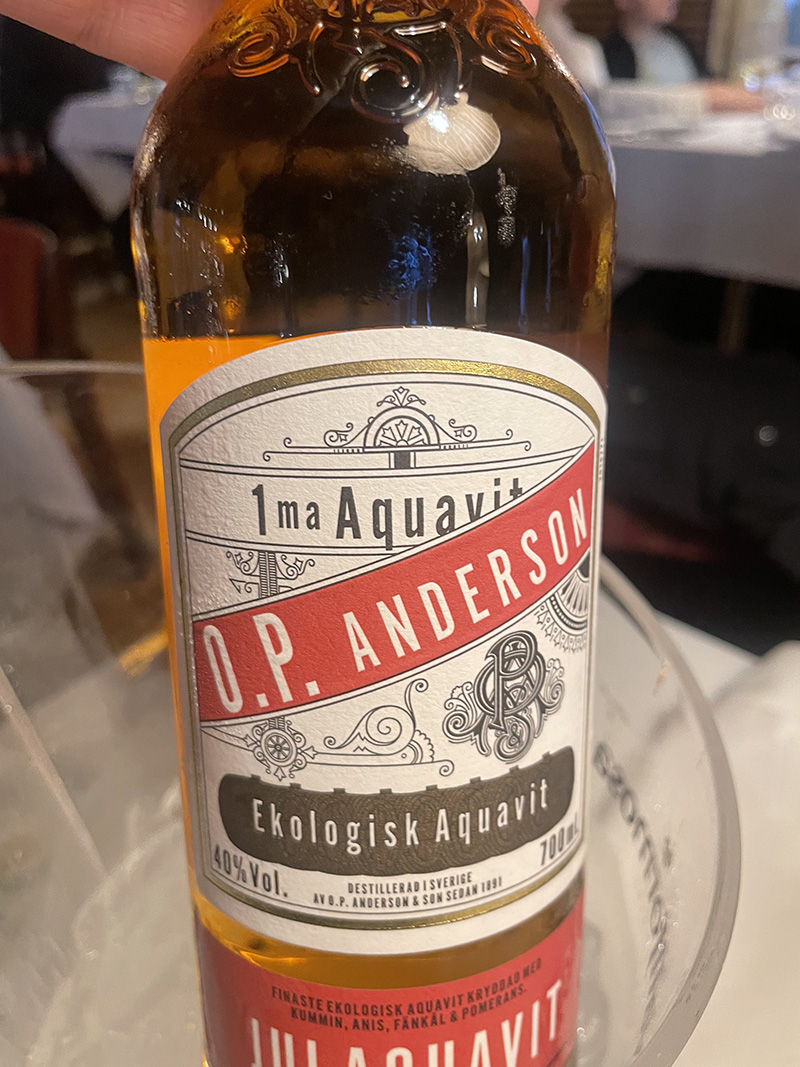 1ma Aquavit
O.P. ANDERSON
Ekologisk Aquavit
40%Vol.
700mL
DESTILLERAD I SVERIGE
AV O.P. ANDERSON & SON SEDAN 1891
FINASTE EKOLOGISK AQUAVIT KRYDDAD MED
KUMMIN, ANIS, FÄNKÅL & POMERANS.
JULAQUAVIT